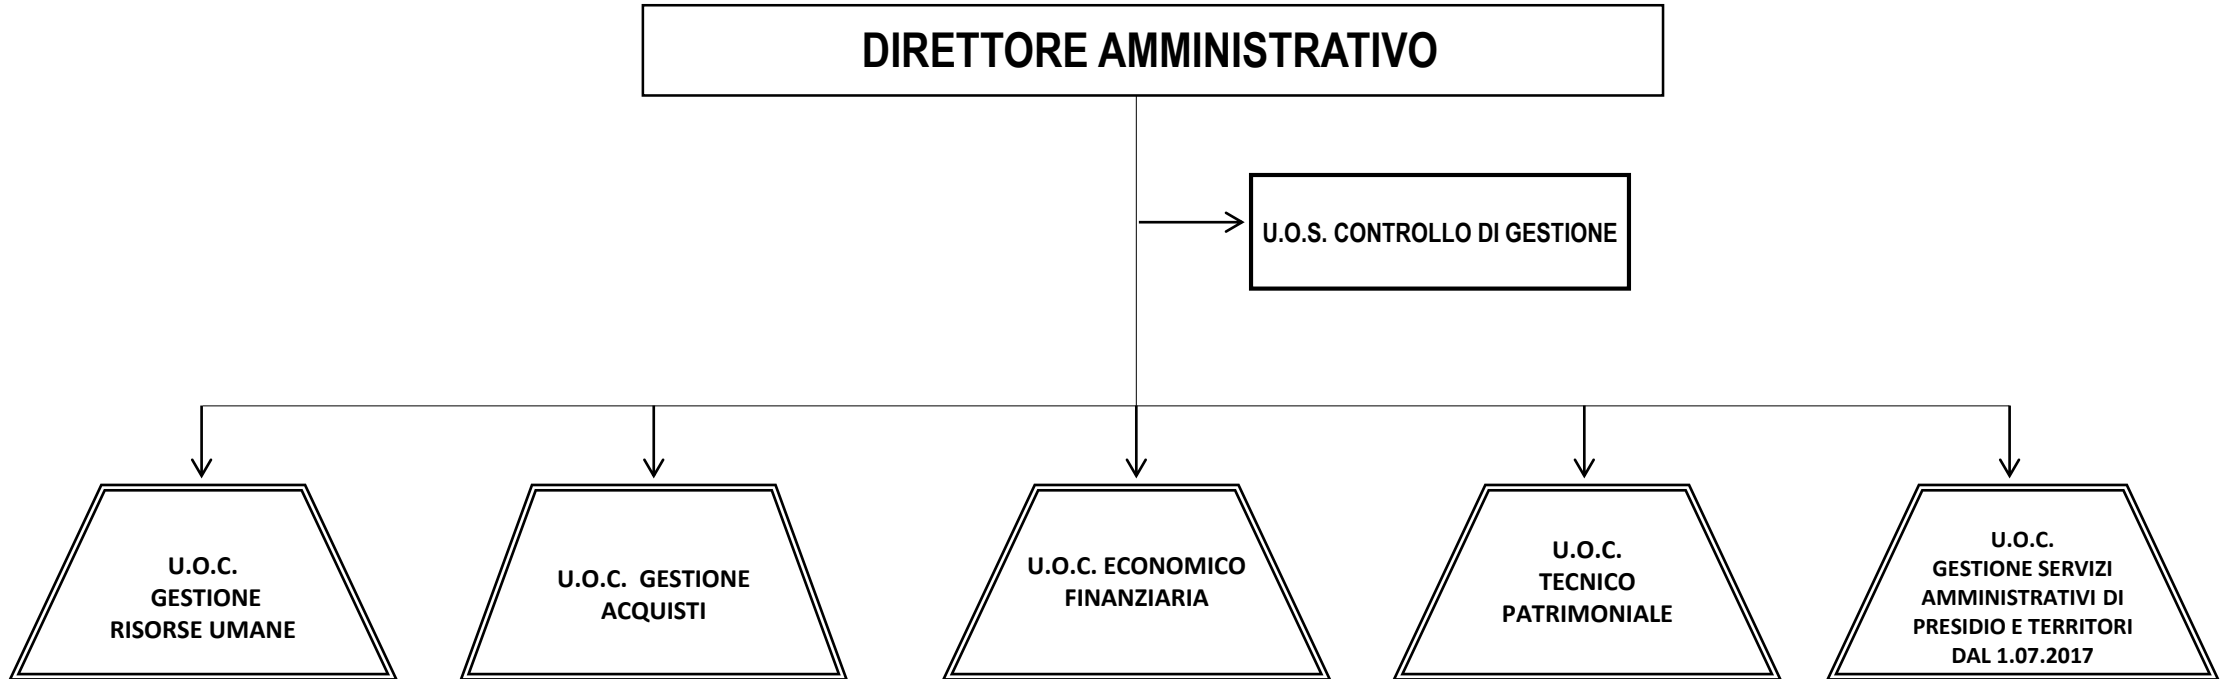 DIRETTORE AMMINISTRATIVO
U.O.S. CONTROLLO DI GESTIONE
U.O.C.
GESTIONE
RISORSE UMANE
U.O.C. GESTIONE
ACQUISTI
U.O.C. ECONOMICO
FINANZIARIA
U.O.C.
TECNICO
PATRIMONIALE
U.O.C.
GESTIONE SERVIZI
AMMINISTRATIVI DI
PRESIDIO E TERRITORI
DAL 1.07.2017